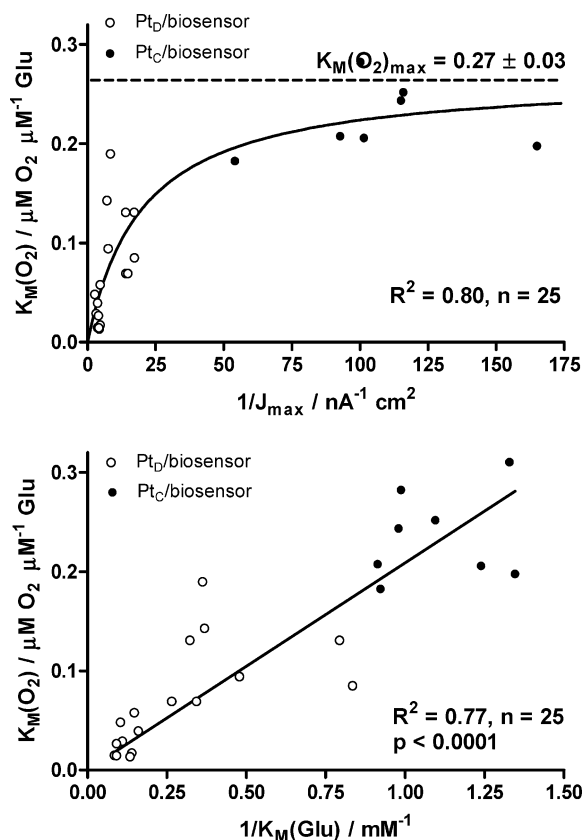 Pt_D/biosensor
Pt_C/biosensor
K_M(O_2)_max = 0.27 ± 0.03
0.3
0.2
0.1
0.0
K_M(O_2) / μM O_2 μM^-1 Glu
R^2 = 0.80, n = 25
0 25 50 75 100 125 150 175
1/J_max / nA^-1 cm^2
Pt_D/biosensor
Pt_C/biosensor
0.3
0.2
0.1
0.0
K_M(O_2) / μM O_2 μM^-1 Glu
R^2 = 0.77, n = 25
p < 0.0001
0.00 0.25 0.50 0.75 1.00 1.25 1.50
1/K_M(Glu) / mM^-1